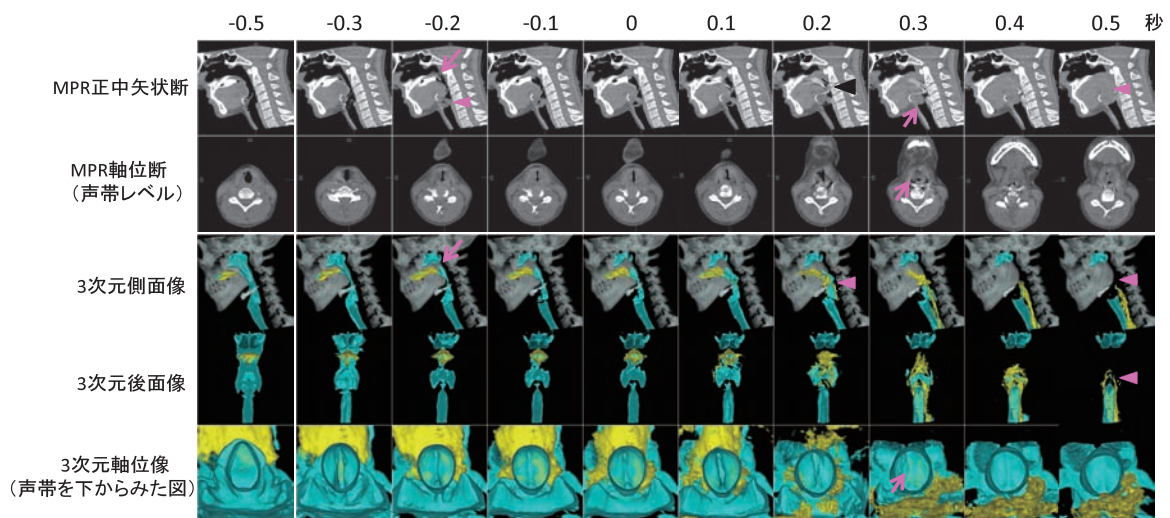 -0.5 -0.3 -0.2 -0.1 0 0.1 0.2 0.3 0.4 0.5 秒
MPR正中矢状断
MPR軸位断
(声帯レベル)
3次元側面像
3次元後面像
3次元軸位像
(声帯を下からみた図)